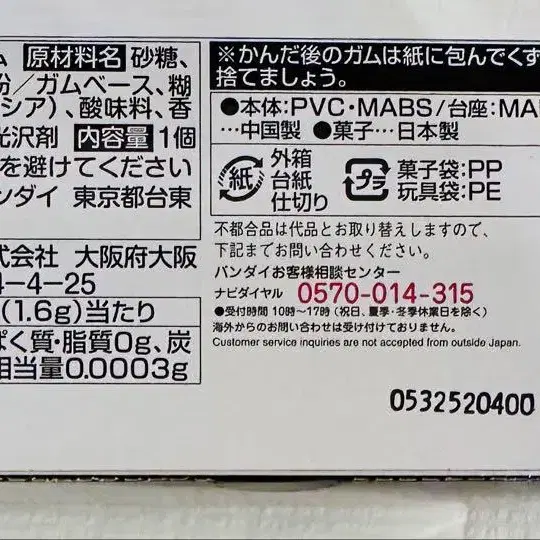 ム 原材料名 砂糖、
粉／ガムベース、糊
シア)、酸味料、香
光沢剤 内容量 1個
を避けてください
ンダイ 東京都台東
式会社 大阪府大阪
4-4-25
(1.6g)当たり
ぱく質・脂質0g、炭
相当量0.0003g
※かんだ後のガムは紙に包んでくず
捨てましょう。
●本体:PVC・MABS/台座:MA
…中国製 ●菓子…日本製
紙 外箱
台紙
仕切り
プラ 菓子袋:PP
玩具袋:PE
不都合品は代品とお取り替えしますので、
下記までお問い合わせください。
バンダイお客様相談センター
ナビダイヤル 0570-014-315
●受付時間 10時〜17時(祝日、夏季・冬季休業日を除く)
海外からのお問い合わせは受け付けておりません。
Customer service inquiries are not accepted from outside Japan.
0532520400